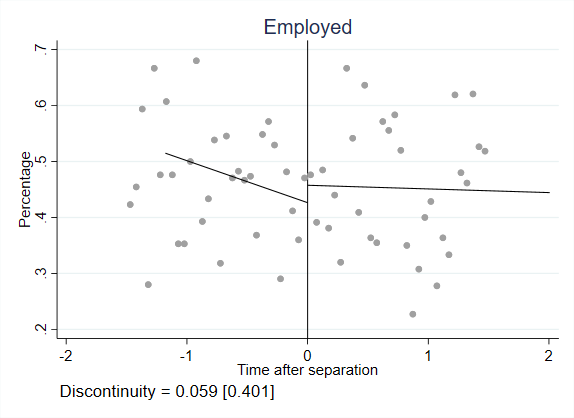 Employed
Percentage
.7
.6
.5
.4
.3
.2
-2 -1 0 1 2
Time after separation
Discontinuity = 0.059 [0.401]